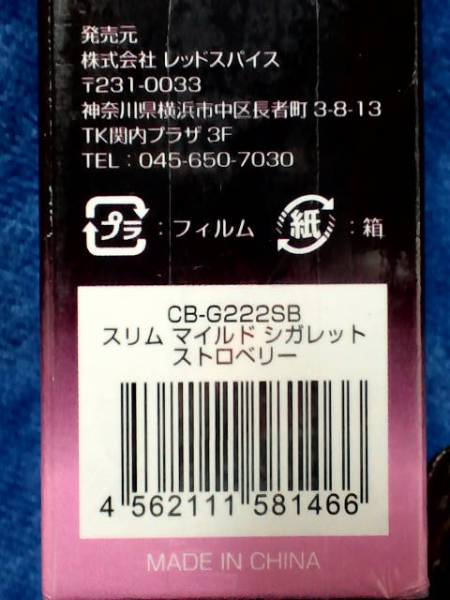 発売元
株式会社 レッドスパイス
〒231-0033
神奈川県横浜市中区長者町 3-8-13
TK関内プラザ 3F
TEL : 045-650-7030
プラ : フィルム 紙 : 箱
CB-G222SB
スリム マイルド シガレット
ストロベリー
4 562111 581466
MADE IN CHINA